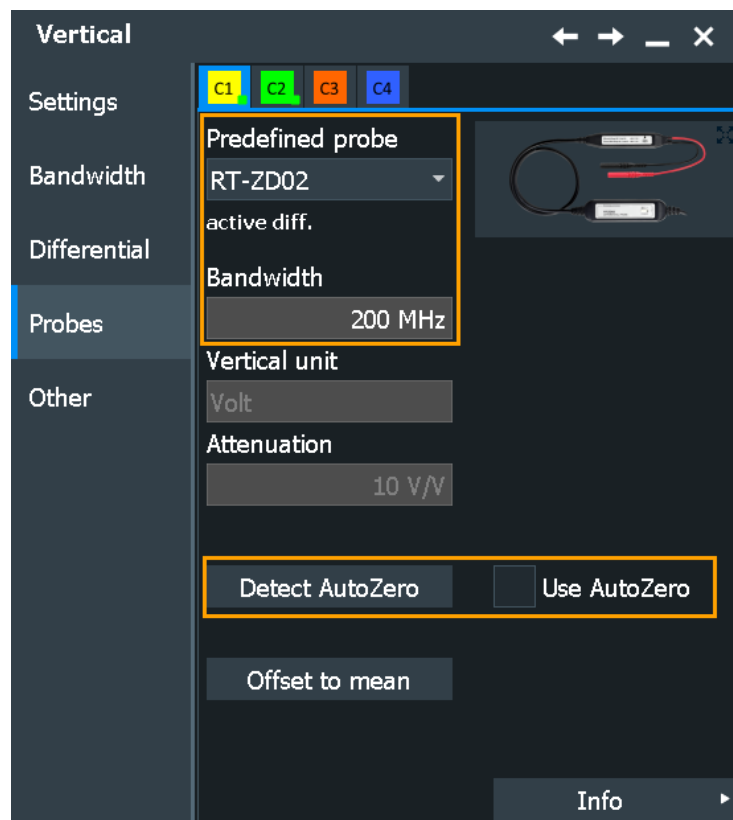 Vertical
Settings
Bandwidth
Differential
Probes
Other
C1 C2 C3 C4
Predefined probe
RT-ZD02
active diff.
Bandwidth
200 MHz
Vertical unit
Volt
Attenuation
10 V/V
Detect AutoZero
Use AutoZero
Offset to mean
Info